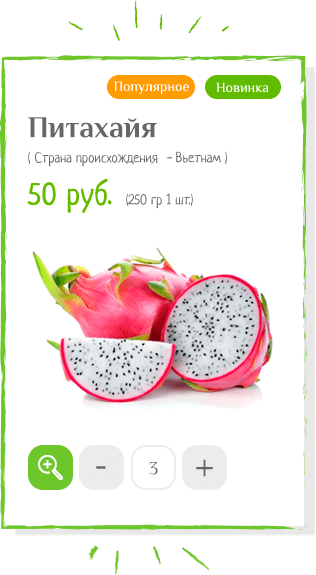 Популярное Новинка
Питахайя
( Страна происхождения - Вьетнам )
50 руб. (250 гр 1 шт.)
- 3 +